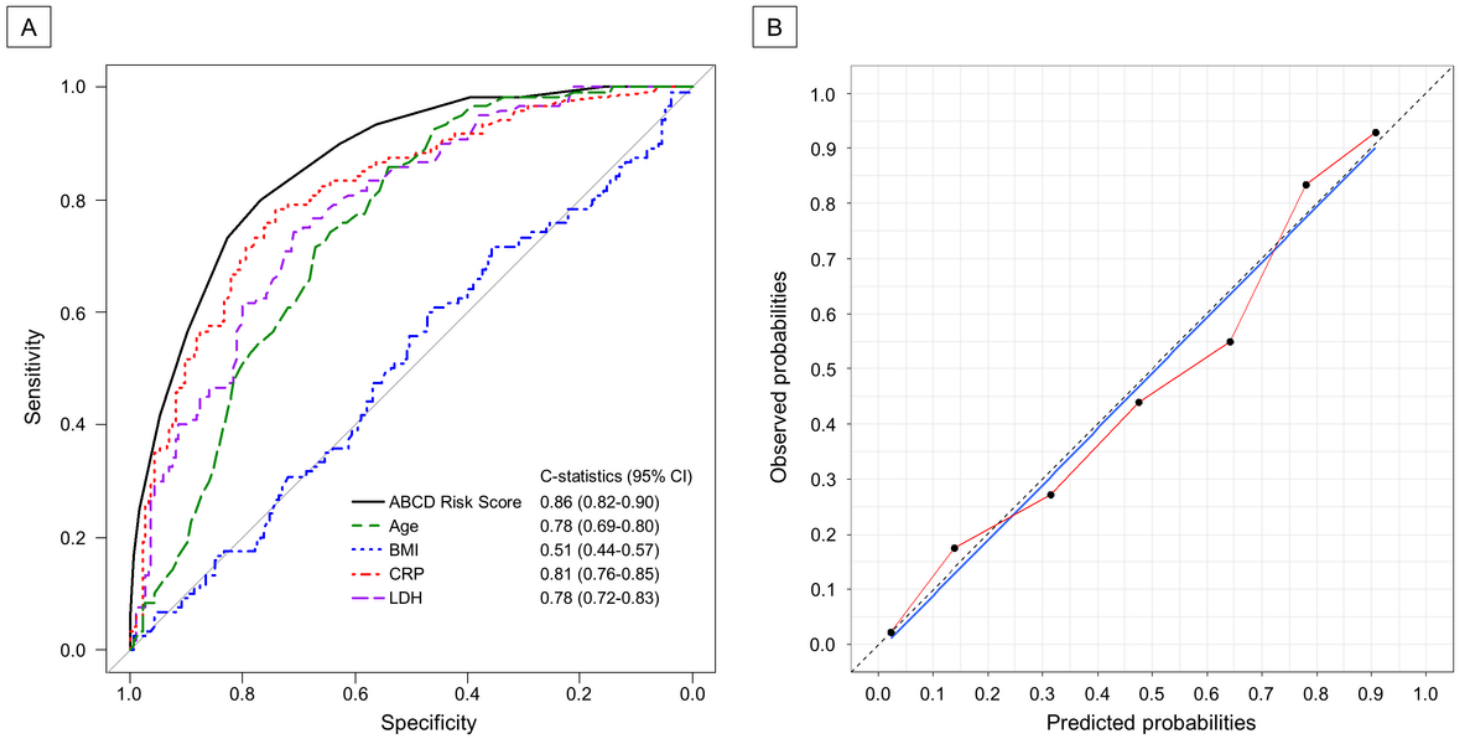 A
1.0
0.8
0.6
0.4
0.2
0.0
Sensitivity
C-statistics (95% CI)
ABCD Risk Score 0.86 (0.82-0.90)
Age 0.78 (0.69-0.80)
BMI 0.51 (0.44-0.57)
CRP 0.81 (0.76-0.85)
LDH 0.78 (0.72-0.83)
1.0 0.8 0.6 0.4 0.2 0.0
Specificity
B
1.0
0.9
0.8
0.7
0.6
0.5
0.4
0.3
0.2
0.1
0.0
Observed probabilities
0.0 0.1 0.2 0.3 0.4 0.5 0.6 0.7 0.8 0.9 1.0
Predicted probabilities